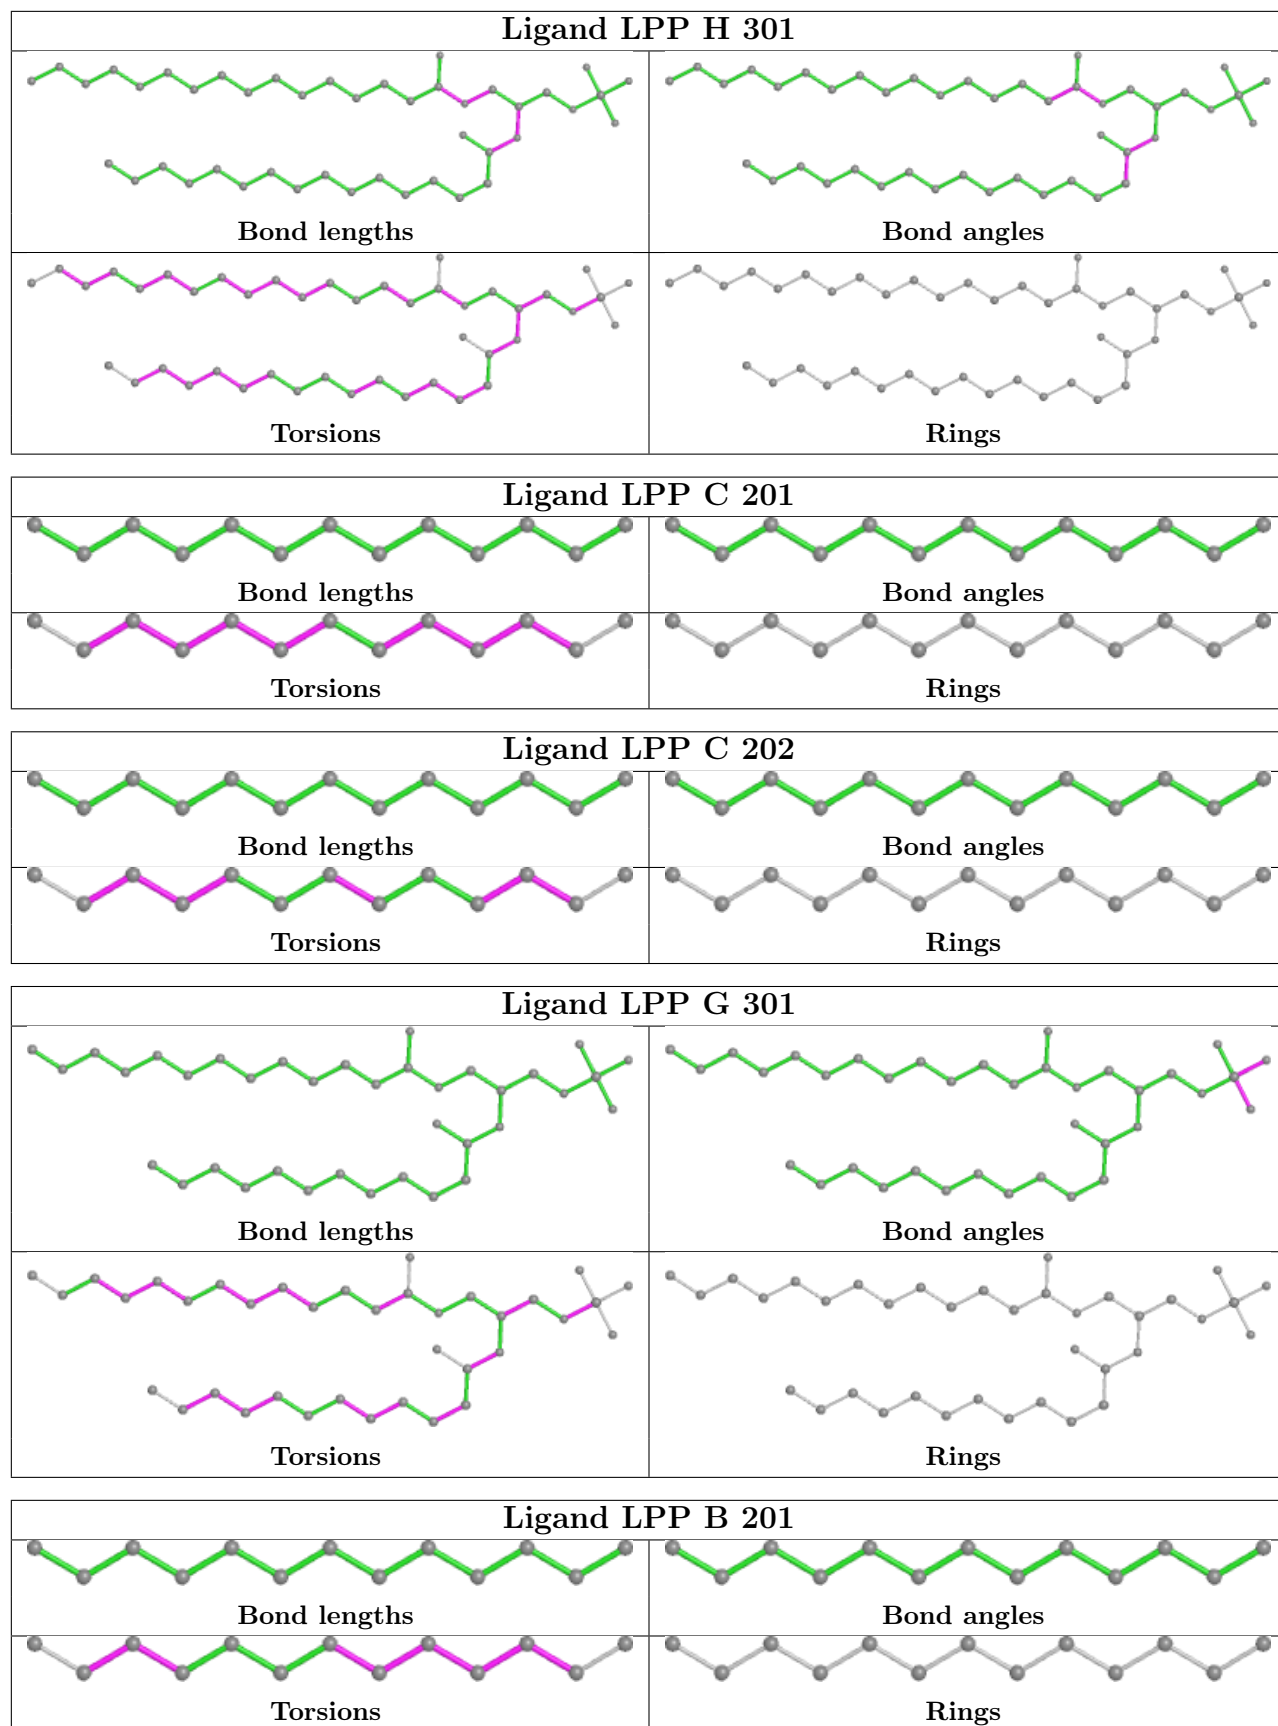 Ligand LPP H 301
Bond lengths
Bond angles
Torsions
Rings
Ligand LPP C 201
Bond lengths
Bond angles
Torsions
Rings
Ligand LPP C 202
Bond lengths
Bond angles
Torsions
Rings
Ligand LPP G 301
Bond lengths
Bond angles
Torsions
Rings
Ligand LPP B 201
Bond lengths
Bond angles
Torsions
Rings